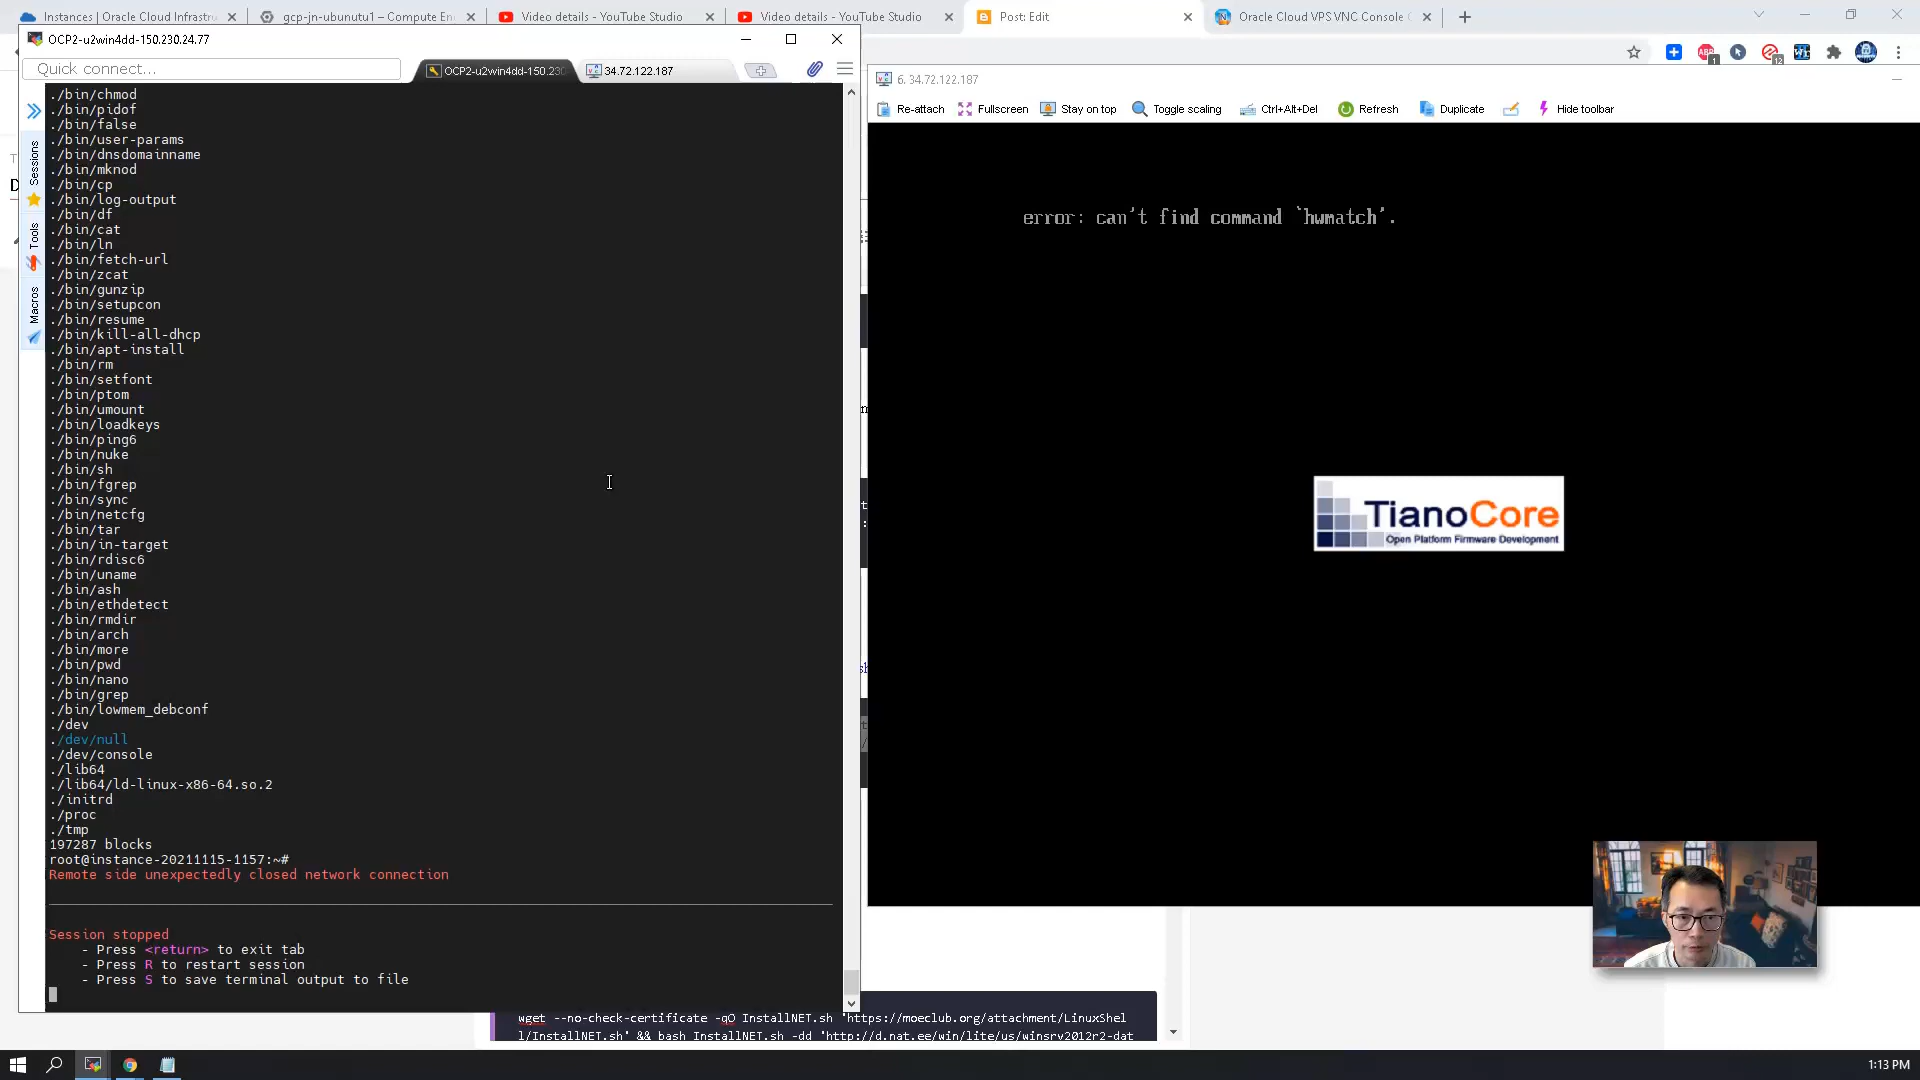 Instances | Oracle Cloud Infrastru
gcp-jn-ubunutu1 – Compute En
Video details - YouTube Studio
Video details - YouTube Studio
Post: Edit
Oracle Cloud VPS VNC Console
OCP2-u2win4dd-150.230.24.77
Quick connect...
OCP2-u2win4dd-150.230
34.72.122.187
6. 34.72.122.187
Re-attach
Fullscreen
Stay on top
Toggle scaling
Ctrl+Alt+Del
Refresh
Duplicate
Hide toolbar
Sessions
Tools
Macros
./bin/chmod
./bin/pidof
./bin/false
./bin/user-params
./bin/dnsdomainname
./bin/mknod
./bin/cp
./bin/log-output
./bin/df
./bin/cat
./bin/ln
./bin/fetch-url
./bin/zcat
./bin/gunzip
./bin/setupcon
./bin/resume
./bin/kill-all-dhcp
./bin/apt-install
./bin/rm
./bin/setfont
./bin/ptom
./bin/umount
./bin/loadkeys
./bin/ping6
./bin/nuke
./bin/sh
./bin/fgrep
./bin/sync
./bin/netcfg
./bin/tar
./bin/in-target
./bin/rdisc6
./bin/uname
./bin/ash
./bin/ethdetect
./bin/rmdir
./bin/arch
./bin/more
./bin/pwd
./bin/nano
./bin/grep
./bin/lowmem_debconf
./dev
./dev/null
./dev/console
./lib64
./lib64/ld-linux-x86-64.so.2
./initrd
./proc
./tmp
197287 blocks
root@instance-20211115-1157:~#
Remote side unexpectedly closed network connection
Session stopped
- Press <return> to exit tab
- Press R to restart session
- Press S to save terminal output to file
error: can't find command `hwmatch'.
TianoCore
Open Platform Firmware Development
wget --no-check-certificate -qO InstallNET.sh 'https://moeclub.org/attachment/LinuxShel
l/InstallNET.sh' && bash InstallNET.sh -dd 'http://d.nat.ee/win/lite/us/winsrv2012r2-dat
1:13 PM